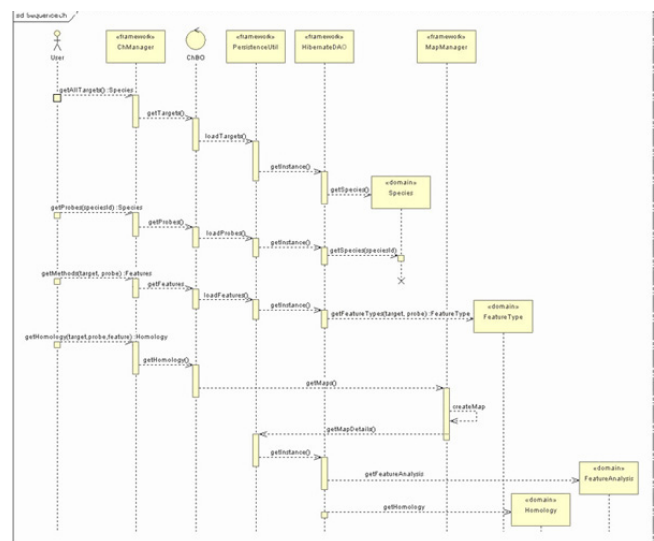 sd SequenceCh
«framework»
ChManager
«framework»
PersistenceUtil
«framework»
HibernateDAO
«framework»
MapManager
User
ChBO
getAllTargets() :Species
getTargets()
loadTargets()
getInstance()
getSpecies()
«domain»
Species
getProbes(speciesId) :Species
getProbes()
loadProbes()
getInstance()
getSpecies(speciesId)
getMethods(target, probe) :Features
getFeatures
loadFeatures()
getInstance()
getFeatureTypes(target, probe) :FeatureType
«domain»
FeatureType
getHomology(target,probe,feature) :Homology
getHomology()
getMaps()
createMap
getMapDetails()
getInstance()
getFeatureAnalysis
«domain»
FeatureAnalysis
getHomology
«domain»
Homology